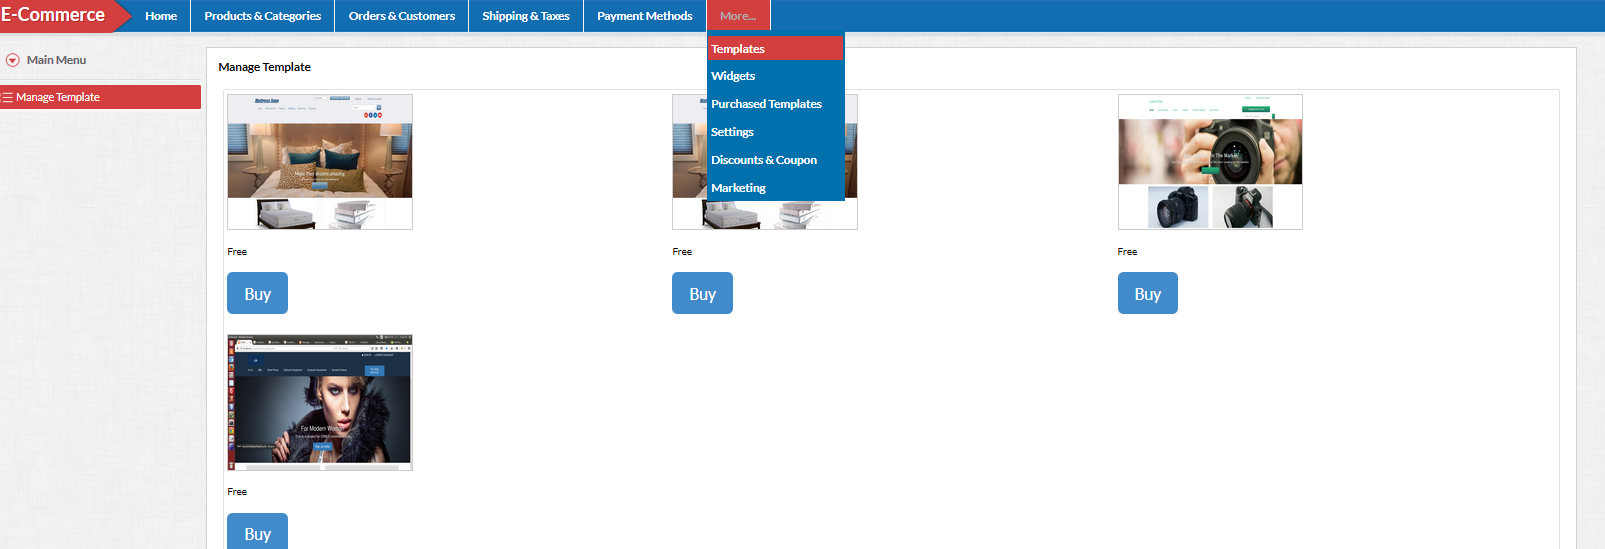 E-Commerce
Home
Products & Categories
Orders & Customers
Shipping & Taxes
Payment Methods
More...
Templates
Widgets
Purchased Templates
Settings
Discounts & Coupon
Marketing
Main Menu
Manage Template
Manage Template
Mattress Zone
Make Your dreams amazing
Free
Buy
Free
Buy
In The Market
Free
Buy
For Modern Woman
Free
Buy